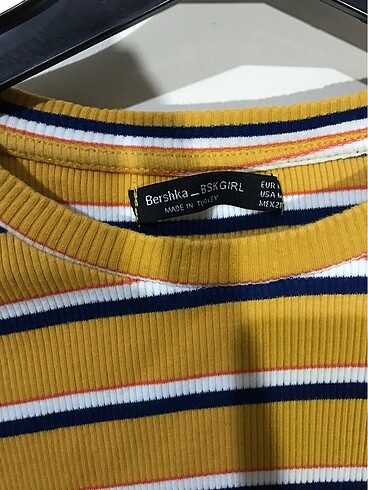 Bershka_BSKGIRL
MADE IN TURKEY
EUR
USA
MEX